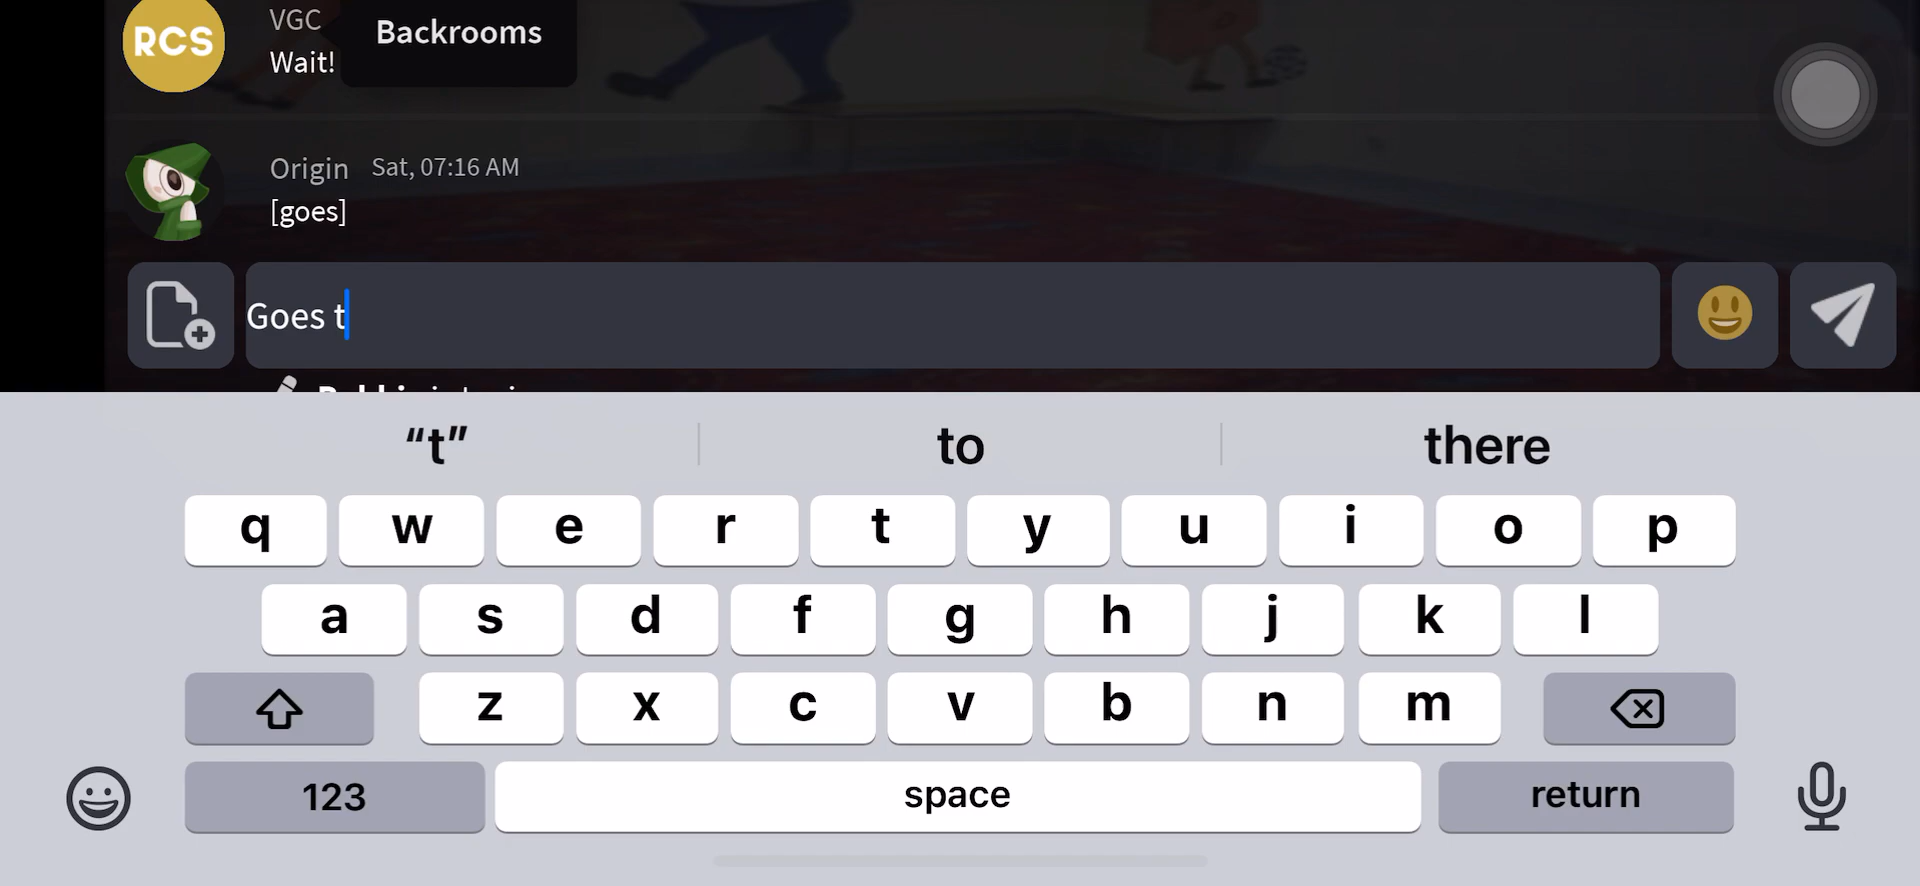 RCS
VGC
Wait!
Backrooms
Origin Sat, 07:16 AM
[goes]
Goes t
“t” to there
q w e r t y u i o p
a s d f g h j k l
z x c v b n m
123 space return